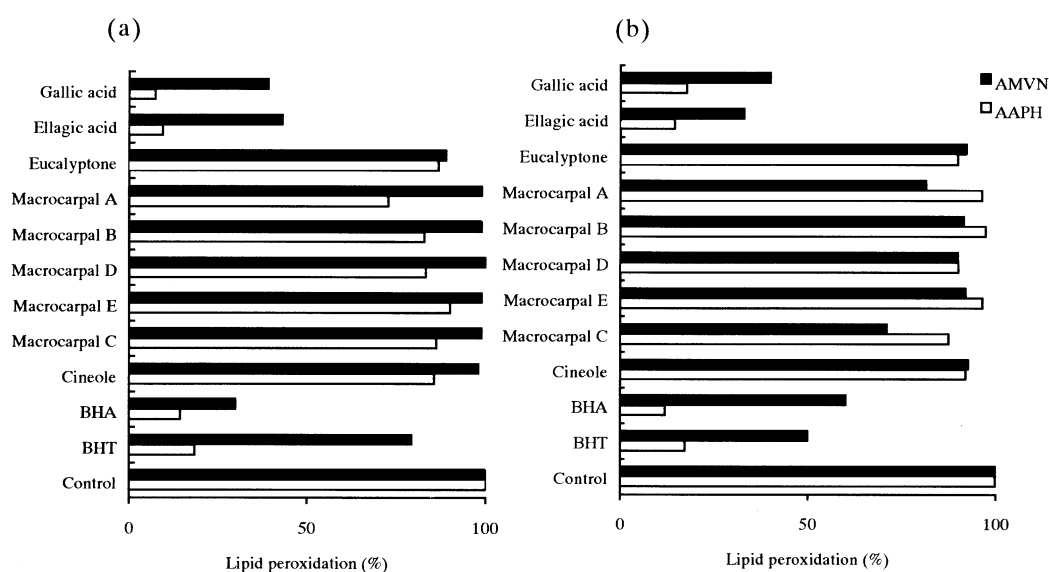 (a)
Gallic acid
Ellagic acid
Eucalyptone
Macrocarpal A
Macrocarpal B
Macrocarpal D
Macrocarpal E
Macrocarpal C
Cineole
BHA
BHT
Control
0 50 100
Lipid peroxidation (%)
(b)
AMVN
AAPH
Gallic acid
Ellagic acid
Eucalyptone
Macrocarpal A
Macrocarpal B
Macrocarpal D
Macrocarpal E
Macrocarpal C
Cineole
BHA
BHT
Control
0 50 100
Lipid peroxidation (%)